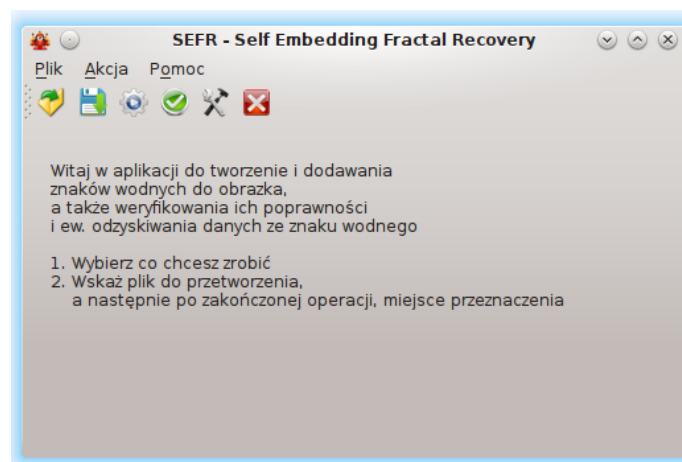 SEFR - Self Embedding Fractal Recovery
Plik Akcja Pomoc
Witaj w aplikacji do tworzenie i dodawania
znaków wodnych do obrazka,
a także weryfikowania ich poprawności
i ew. odzyskiwania danych ze znaku wodnego
1. Wybierz co chcesz zrobić
2. Wskaż plik do przetworzenia,
a następnie po zakończonej operacji, miejsce przeznaczenia